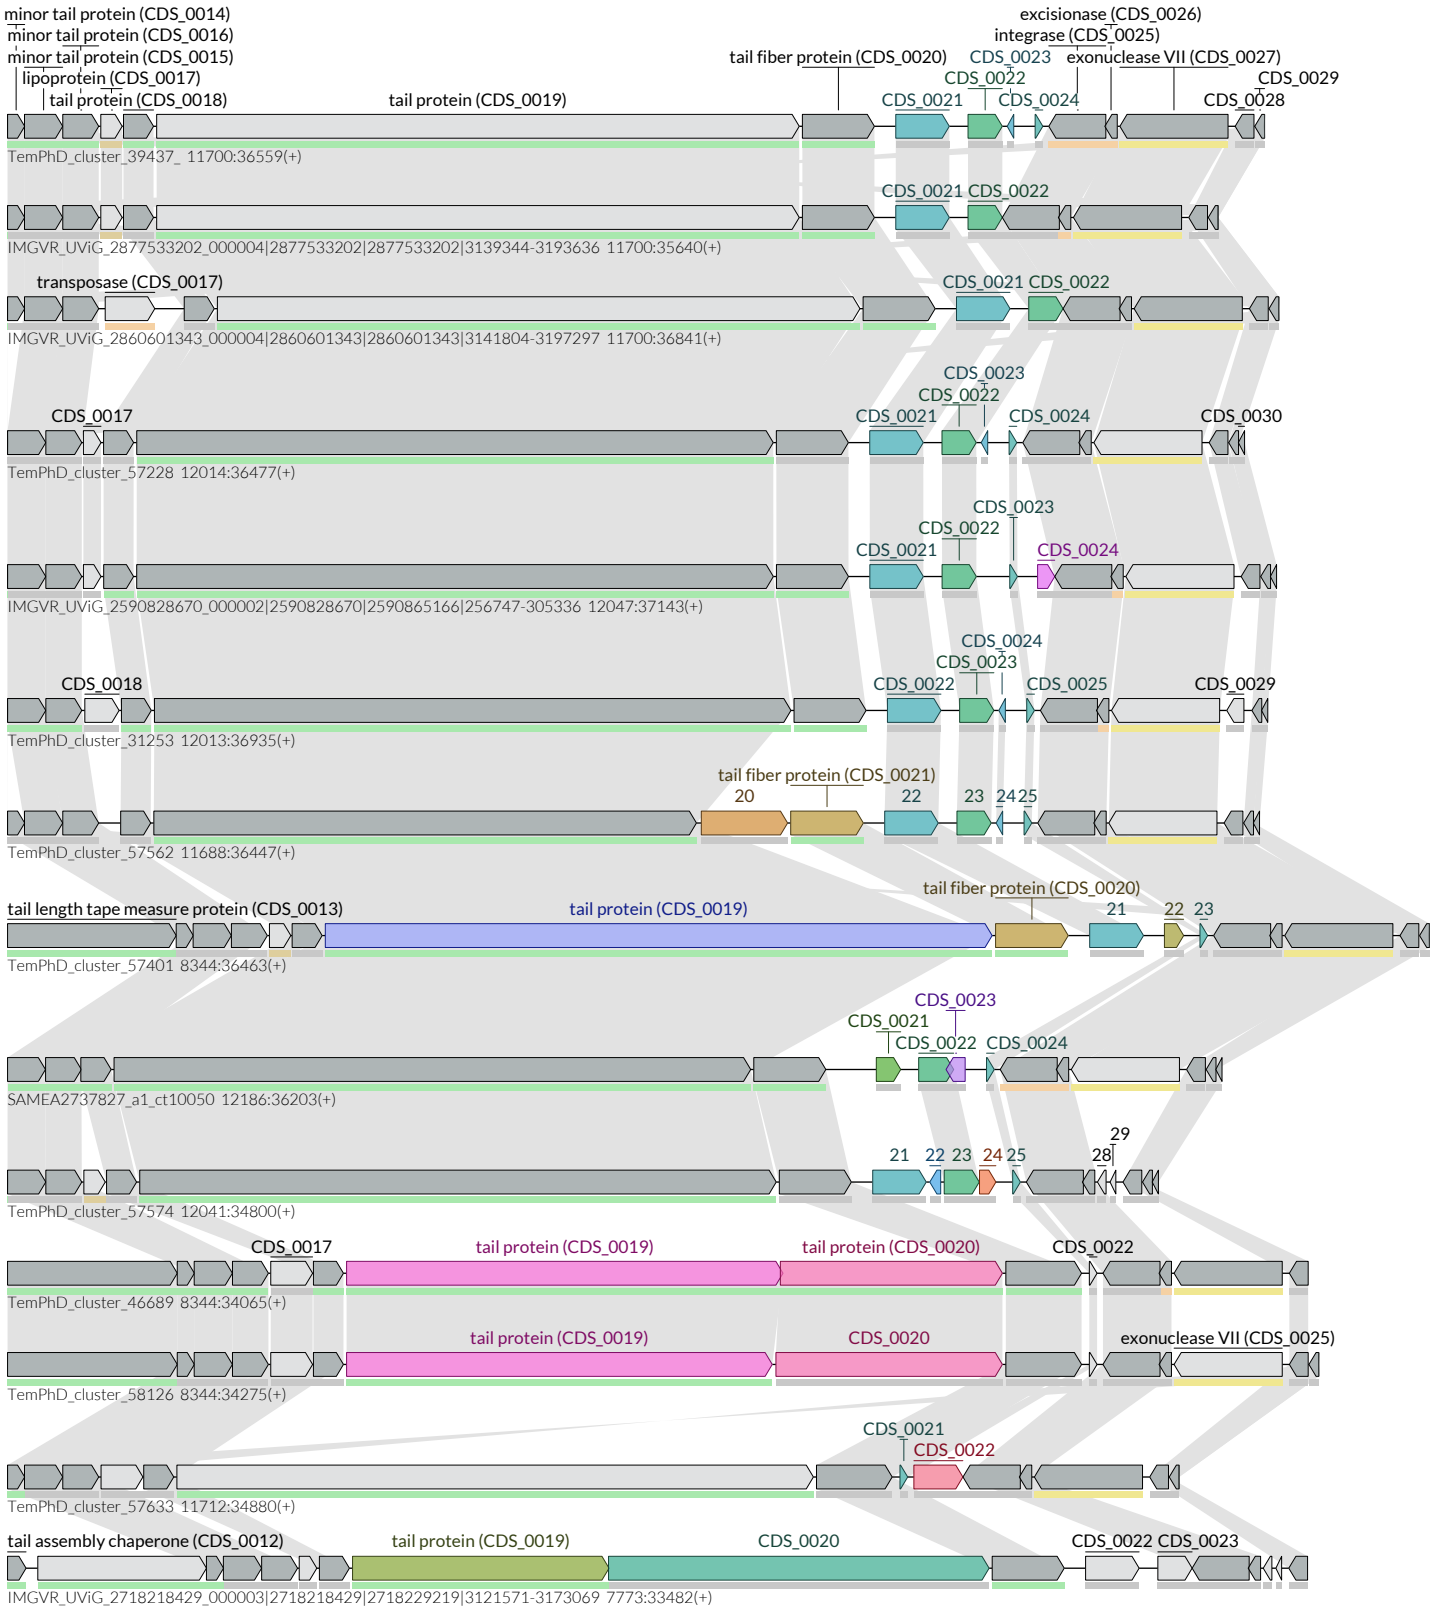 minor tail protein (CDS_0014)
excisionase (CDS_0026)
minor tail protein (CDS_0016)
integrase (CDS_0025)
minor tail protein (CDS_0015)
tail fiber protein (CDS_0020)
CDS_0023
exonuclease VII (CDS_0027)
lipoprotein (CDS_0017)
CDS_0022
CDS_0029
tail protein (CDS_0018)
tail protein (CDS_0019)
CDS_0021
CDS_0024
CDS_0028
TemPhD_cluster_39437_ 11700:36559(+)
CDS_0021
CDS_0022
IMGVR_UViG_2877533202_000004|2877533202|2877533202|3139344-3193636 11700:35640(+)
transposase (CDS_0017)
CDS_0021
CDS_0022
IMGVR_UViG_2860601343_000004|2860601343|2860601343|3141804-3197297 11700:36841(+)
CDS_0023
CDS_0022
CDS_0017
CDS_0021
CDS_0024
CDS_0030
TemPhD_cluster_57228 12014:36477(+)
CDS_0023
CDS_0022
CDS_0021
CDS_0024
IMGVR_UViG_2590828670_000002|2590828670|2590865166|256747-305336 12047:37143(+)
CDS_0024
CDS_0023
CDS_0018
CDS_0022
CDS_0025
CDS_0029
TemPhD_cluster_31253 12013:36935(+)
tail fiber protein (CDS_0021)
20
22
23
24
25
TemPhD_cluster_57562 11688:36447(+)
tail fiber protein (CDS_0020)
tail length tape measure protein (CDS_0013)
tail protein (CDS_0019)
21
22
23
TemPhD_cluster_57401 8344:36463(+)
CDS_0023
CDS_0021
CDS_0022
CDS_0024
SAMEA2737827_a1_ct10050 12186:36203(+)
29
21
22
23
24
25
28
TemPhD_cluster_57574 12041:34800(+)
CDS_0017
tail protein (CDS_0019)
tail protein (CDS_0020)
CDS_0022
TemPhD_cluster_46689 8344:34065(+)
tail protein (CDS_0019)
CDS_0020
exonuclease VII (CDS_0025)
TemPhD_cluster_58126 8344:34275(+)
CDS_0021
CDS_0022
TemPhD_cluster_57633 11712:34880(+)
tail assembly chaperone (CDS_0012)
tail protein (CDS_0019)
CDS_0020
CDS_0022
CDS_0023
IMGVR_UViG_2718218429_000003|2718218429|2718229219|3121571-3173069 7773:33482(+)